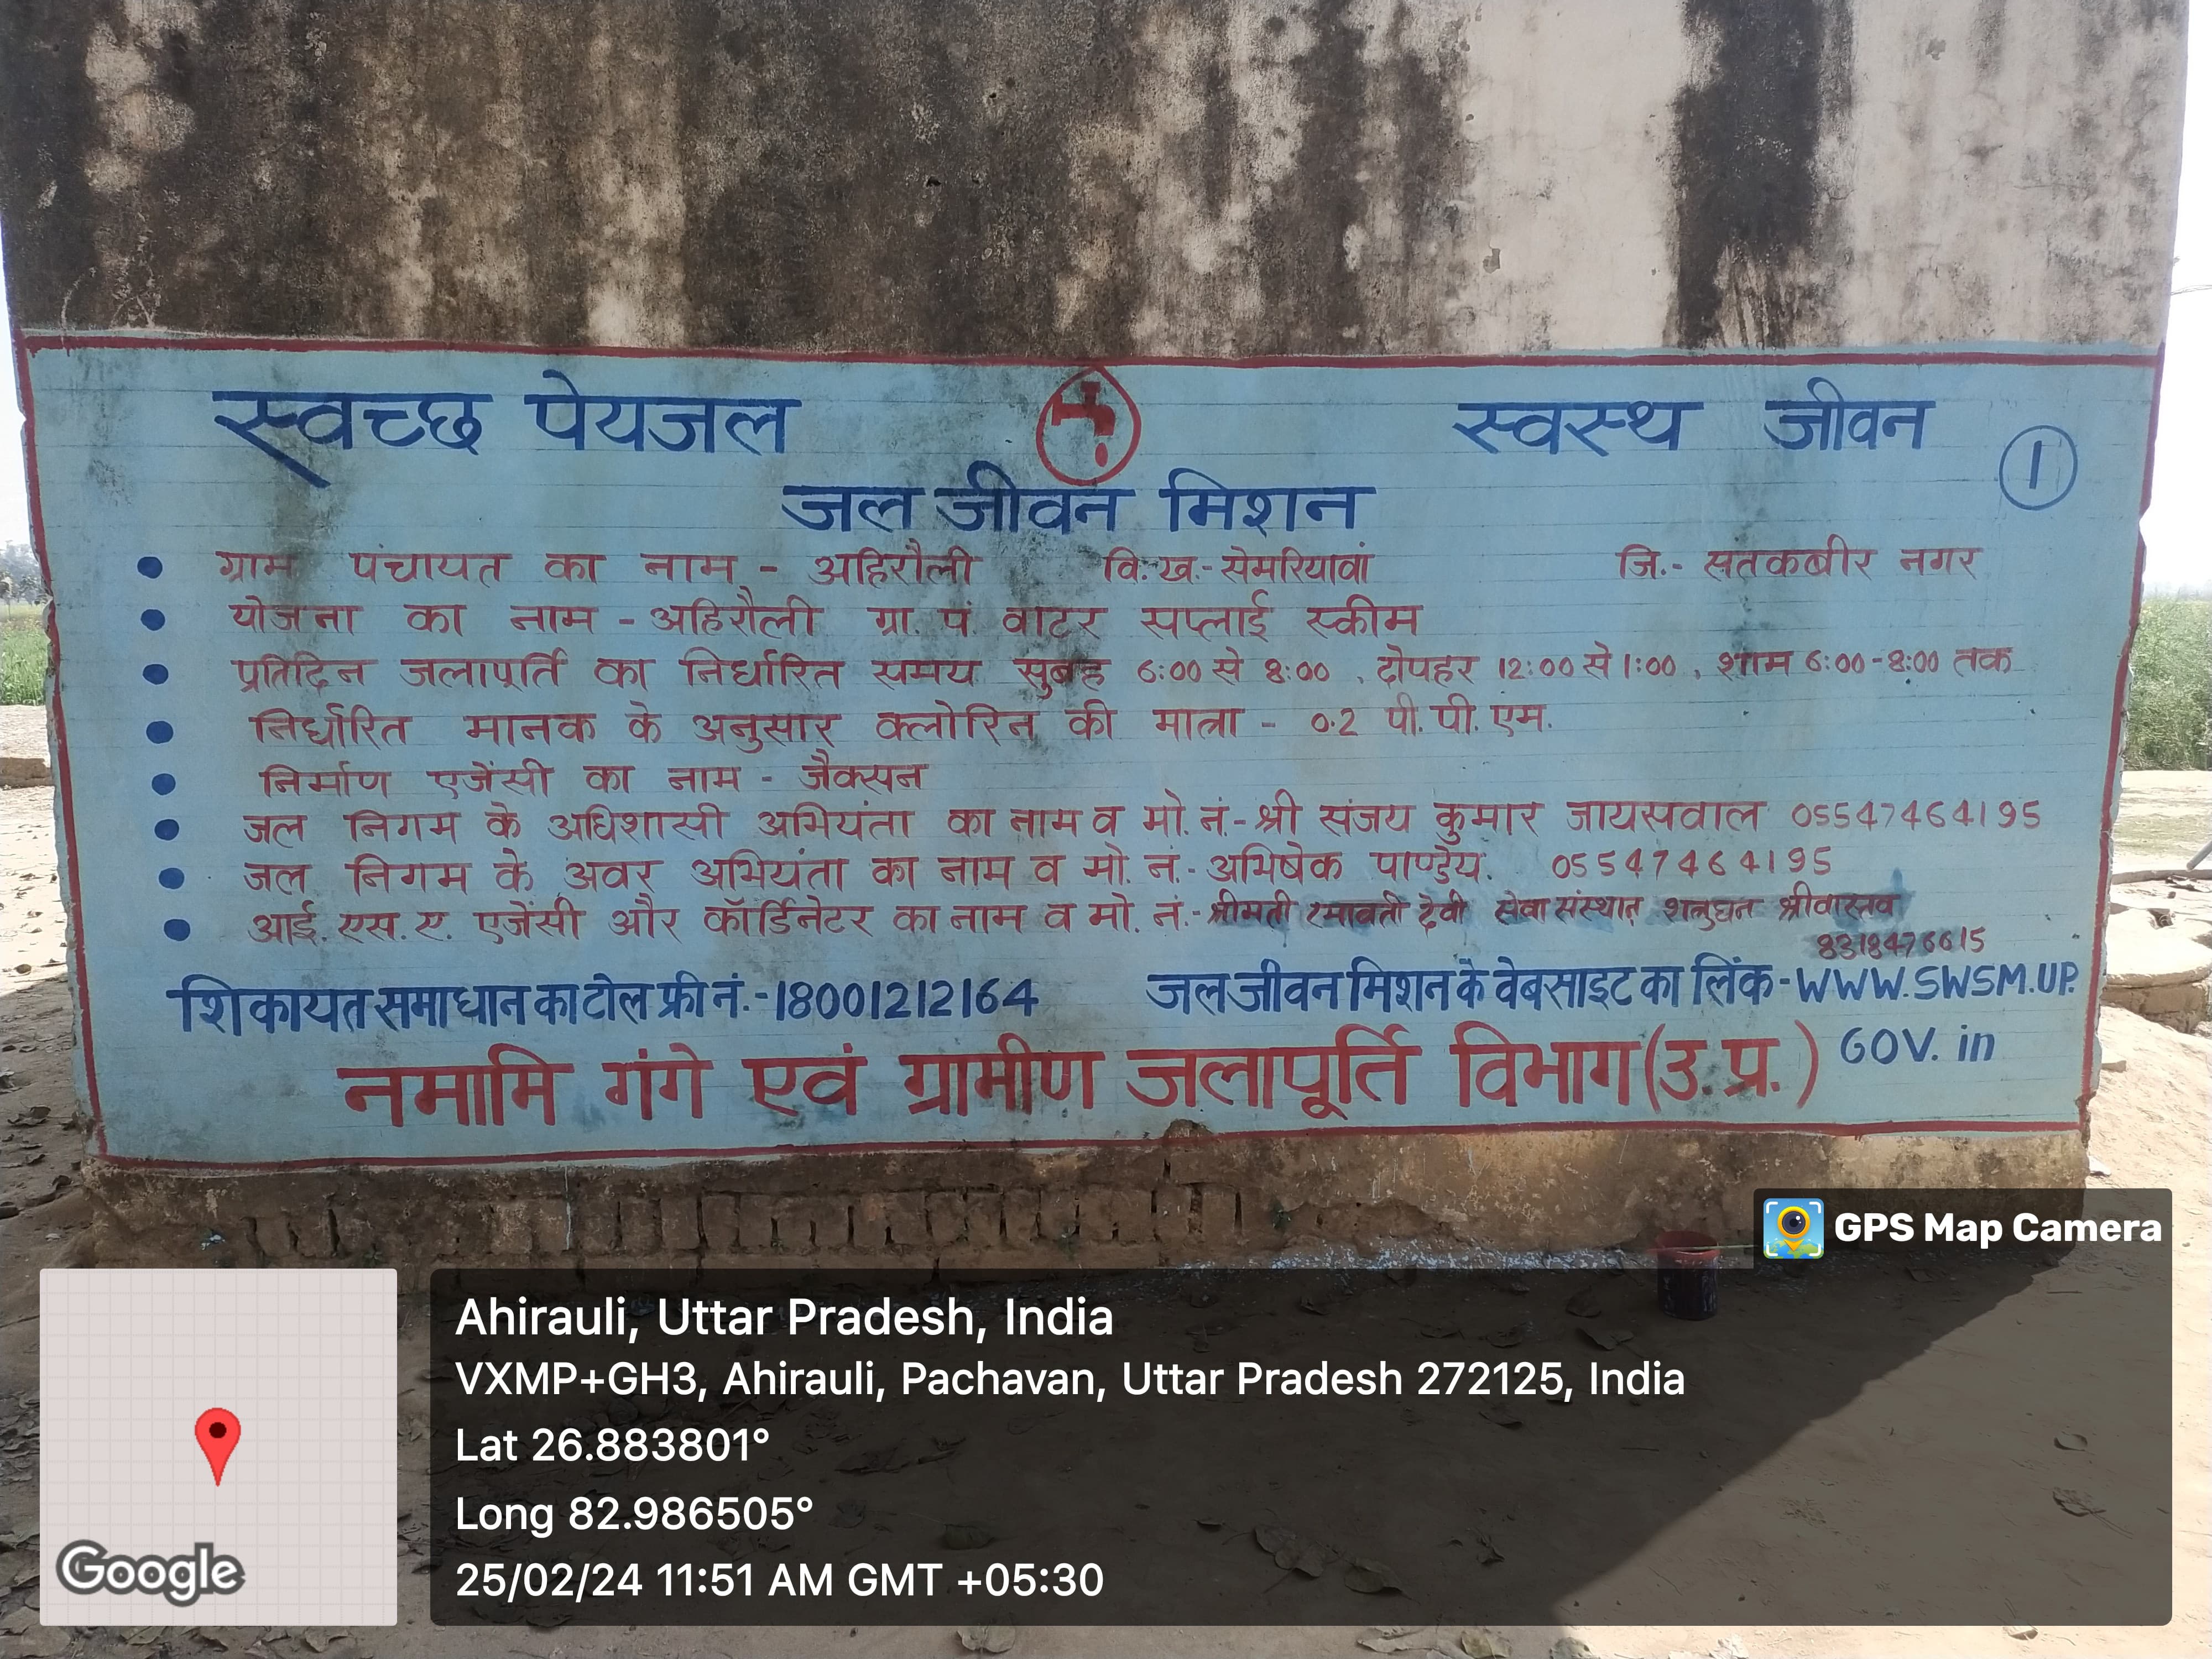 स्वच्छ पेयजल स्वस्थ जीवन
1
जल जीवन मिशन
ग्राम पंचायत का नाम - अहिरौली वि.ख.- सेमरियावां जि.- सतकबीर नगर
योजना का नाम - अहिरौली ग्रा. पं. वाटर सप्लाई स्कीम
प्रतिदिन जलापूर्ति का निर्धारित समय सुबह 6:00 से 8:00 , दोपहर 12:00 से 1:00 , शाम 6:00 - 8:00 तक
निर्धारित मानक के अनुसार क्लोरिन की मात्रा - 0.2 पी. पी. एम.
निर्माण एजेंसी का नाम - जैक्सन
जल निगम के अधिशासी अभियंता का नाम व मो. नं.- श्री संजय कुमार जायसवाल 05547464195
जल निगम के अवर अभियंता का नाम व मो. नं.- अभिषेक पाण्डेय. 05547464195
आई. एस. ए. एजेंसी और कॉर्डिनेटर का नाम व मो. नं.- श्रीमती रमावती देवी सेवा संस्थान शत्रुघन श्रीवास्तव
8318476615
शिकायत समाधान का टोल फ्री नं.- 18001212164 जल जीवन मिशन के वेबसाइट का लिंक - WWW.SWSM.UP.
GOV. in
नमामि गंगे एवं ग्रामीण जलापूर्ति विभाग (उ.प्र.)
GPS Map Camera
Ahirauli, Uttar Pradesh, India
VXMP+GH3, Ahirauli, Pachavan, Uttar Pradesh 272125, India
Lat 26.883801°
Long 82.986505°
25/02/24 11:51 AM GMT +05:30
Google